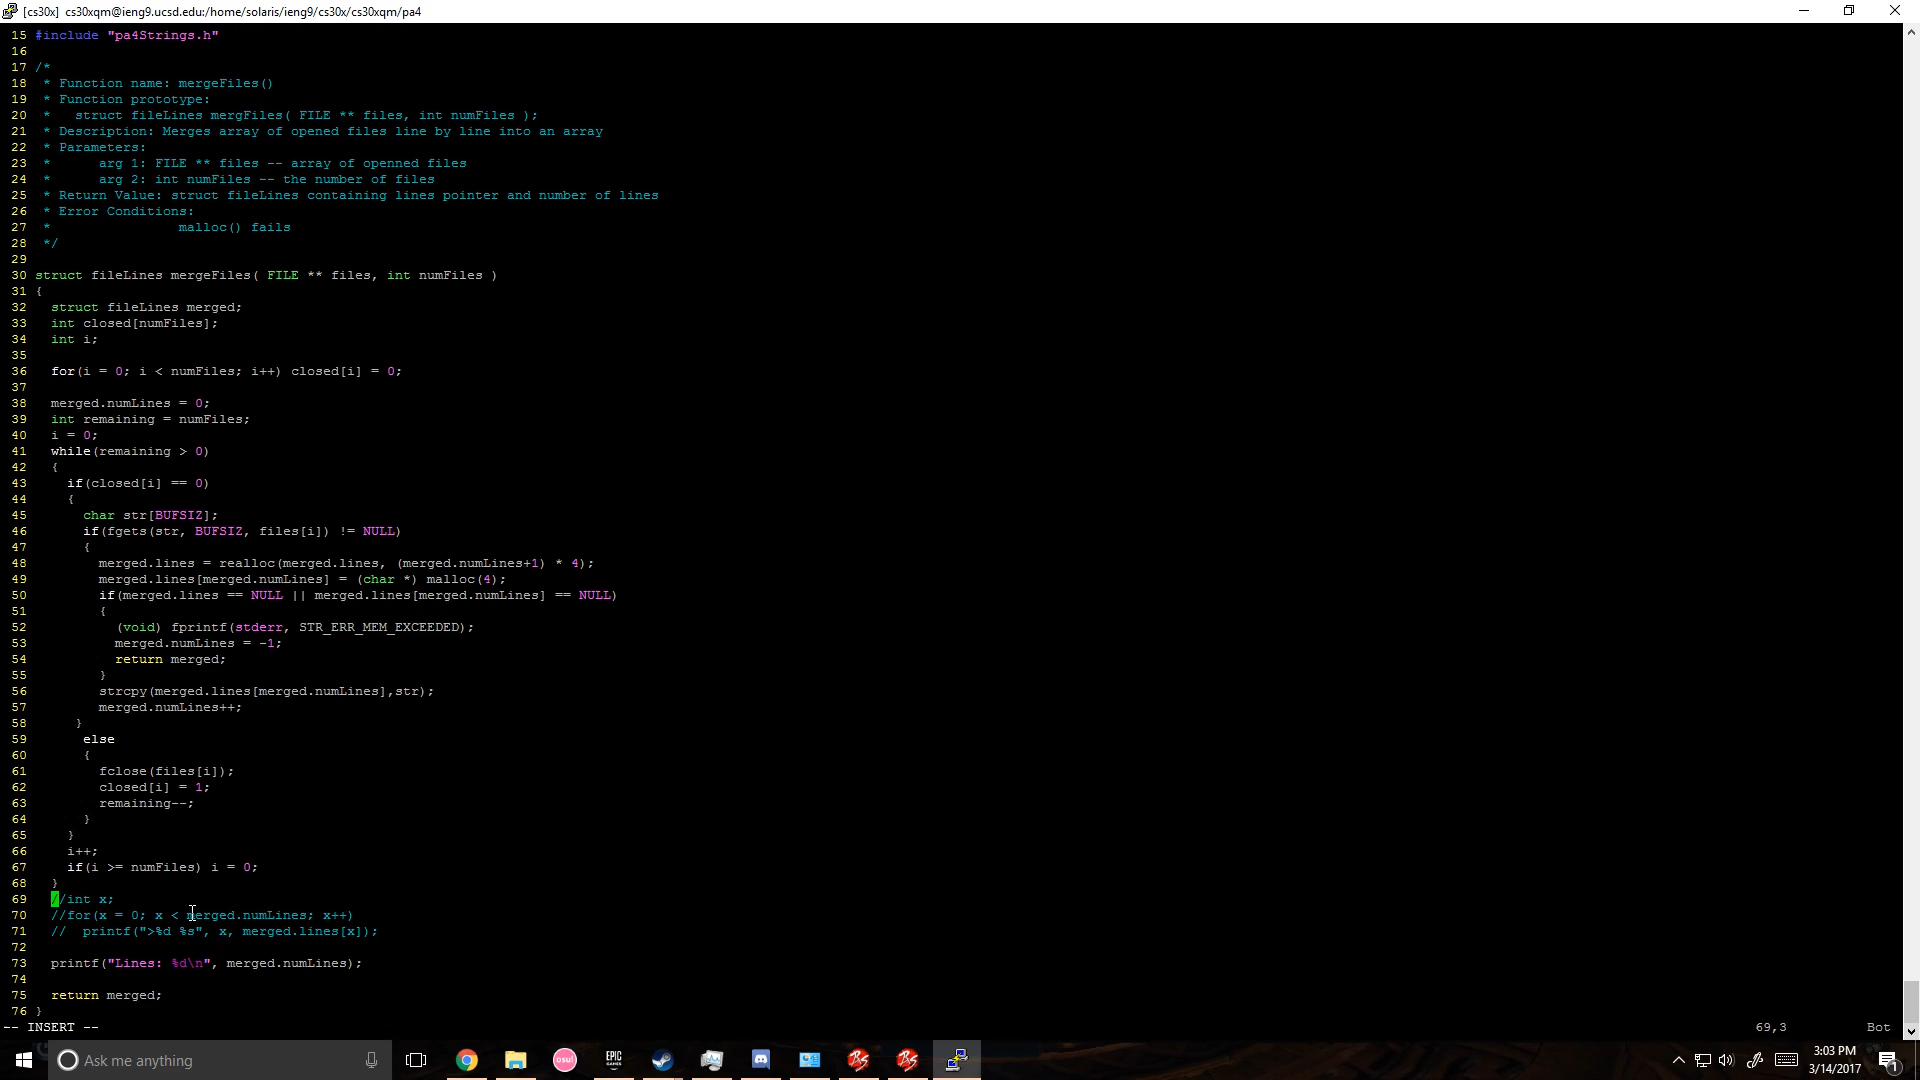 [cs30x] cs30xqm@ieng9.ucsd.edu:/home/solaris/ieng9/cs30x/cs30xqm/pa4
15 #include "pa4Strings.h"
16
17 /*
18  * Function name: mergeFiles()
19  * Function prototype:
20  *   struct fileLines mergFiles( FILE ** files, int numFiles );
21  * Description: Merges array of opened files line by line into an array
22  * Parameters:
23  *      arg 1: FILE ** files -- array of openned files
24  *      arg 2: int numFiles -- the number of files
25  * Return Value: struct fileLines containing lines pointer and number of lines
26  * Error Conditions:
27  *                malloc() fails
28  */
29
30 struct fileLines mergeFiles( FILE ** files, int numFiles )
31 {
32   struct fileLines merged;
33   int closed[numFiles];
34   int i;
35
36   for(i = 0; i < numFiles; i++) closed[i] = 0;
37
38   merged.numLines = 0;
39   int remaining = numFiles;
40   i = 0;
41   while(remaining > 0)
42   {
43     if(closed[i] == 0)
44     {
45       char str[BUFSIZ];
46       if(fgets(str, BUFSIZ, files[i]) != NULL)
47       {
48         merged.lines = realloc(merged.lines, (merged.numLines+1) * 4);
49         merged.lines[merged.numLines] = (char *) malloc(4);
50         if(merged.lines == NULL || merged.lines[merged.numLines] == NULL)
51         {
52           (void) fprintf(stderr, STR_ERR_MEM_EXCEEDED);
53           merged.numLines = -1;
54           return merged;
55         }
56         strcpy(merged.lines[merged.numLines],str);
57         merged.numLines++;
58      }
59       else
60       {
61         fclose(files[i]);
62         closed[i] = 1;
63         remaining--;
64       }
65     }
66     i++;
67     if(i >= numFiles) i = 0;
68   }
69   //int x;
70   //for(x = 0; x < merged.numLines; x++)
71   //  printf(">%d %s", x, merged.lines[x]);
72
73   printf("Lines: %d\n", merged.numLines);
74
75   return merged;
76 }
-- INSERT -- 69,3 Bot
Ask me anything
osu!
EPIC GAMES
3:03 PM
3/14/2017
1